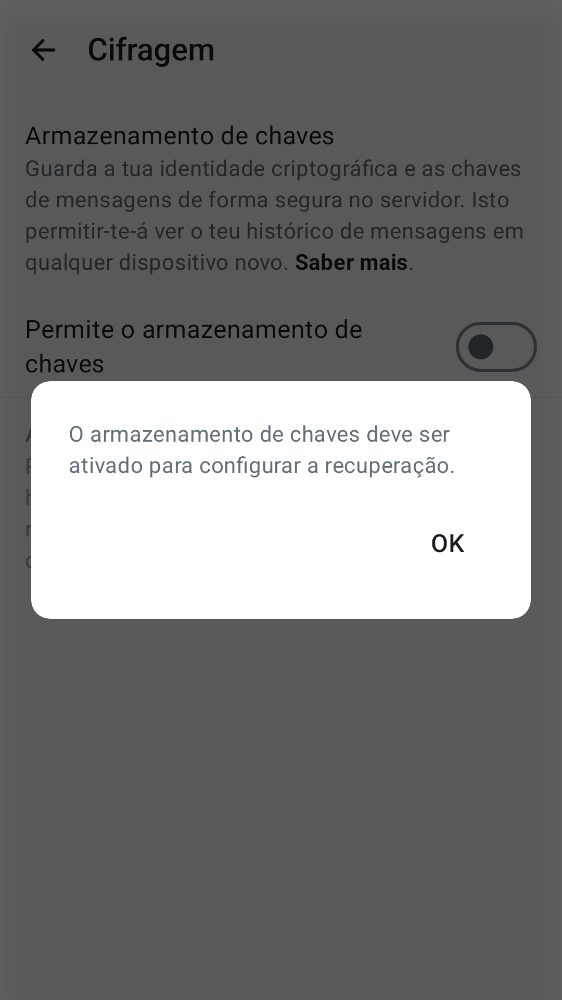 Cifragem
Armazenamento de chaves
Guarda a tua identidade criptográfica e as chaves
de mensagens de forma segura no servidor. Isto
permitir-te-á ver o teu histórico de mensagens em
qualquer dispositivo novo. Saber mais.
Permite o armazenamento de
chaves
O armazenamento de chaves deve ser
ativado para configurar a recuperação.
OK